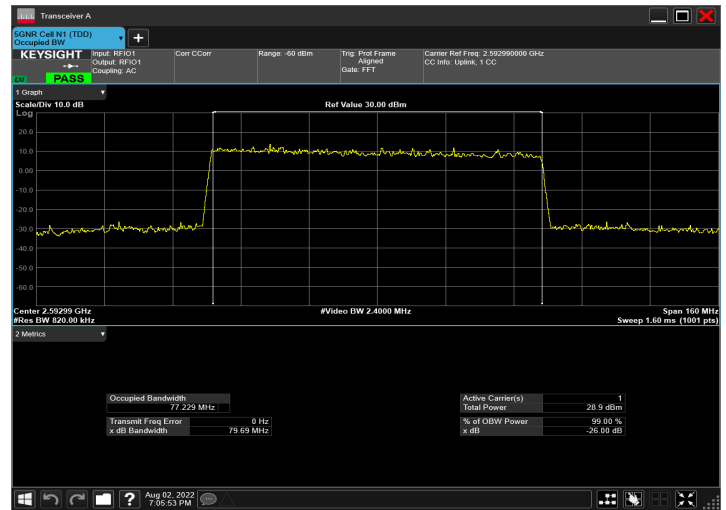 Transceiver A
5GNR Cell N1 (TDD)
Occupied BW
+
KEYSIGHT
LXI
PASS
Input: RFIO1
Output: RFIO1
Coupling: AC
Corr CCorr
Range: -60 dBm
Trig: Prot Frame
Aligned
Gate: FFT
Carrier Ref Freq: 2.592990000 GHz
CC Info: Uplink, 1 CC
1 Graph
Scale/Div 10.0 dB
Ref Value 30.00 dBm
Log
20.0
10.0
0.00
-10.0
-20.0
-30.0
-40.0
-50.0
-60.0
Center 2.59299 GHz
#Video BW 2.4000 MHz
Span 160 MHz
#Res BW 820.00 kHz
Sweep 1.60 ms (1001 pts)
2 Metrics
Occupied Bandwidth
77.229 MHz
Transmit Freq Error 0 Hz
x dB Bandwidth 79.69 MHz
Active Carrier(s) 1
Total Power 28.9 dBm
% of OBW Power 99.00 %
x dB -26.00 dB
?
Aug 02, 2022
7:05:53 PM